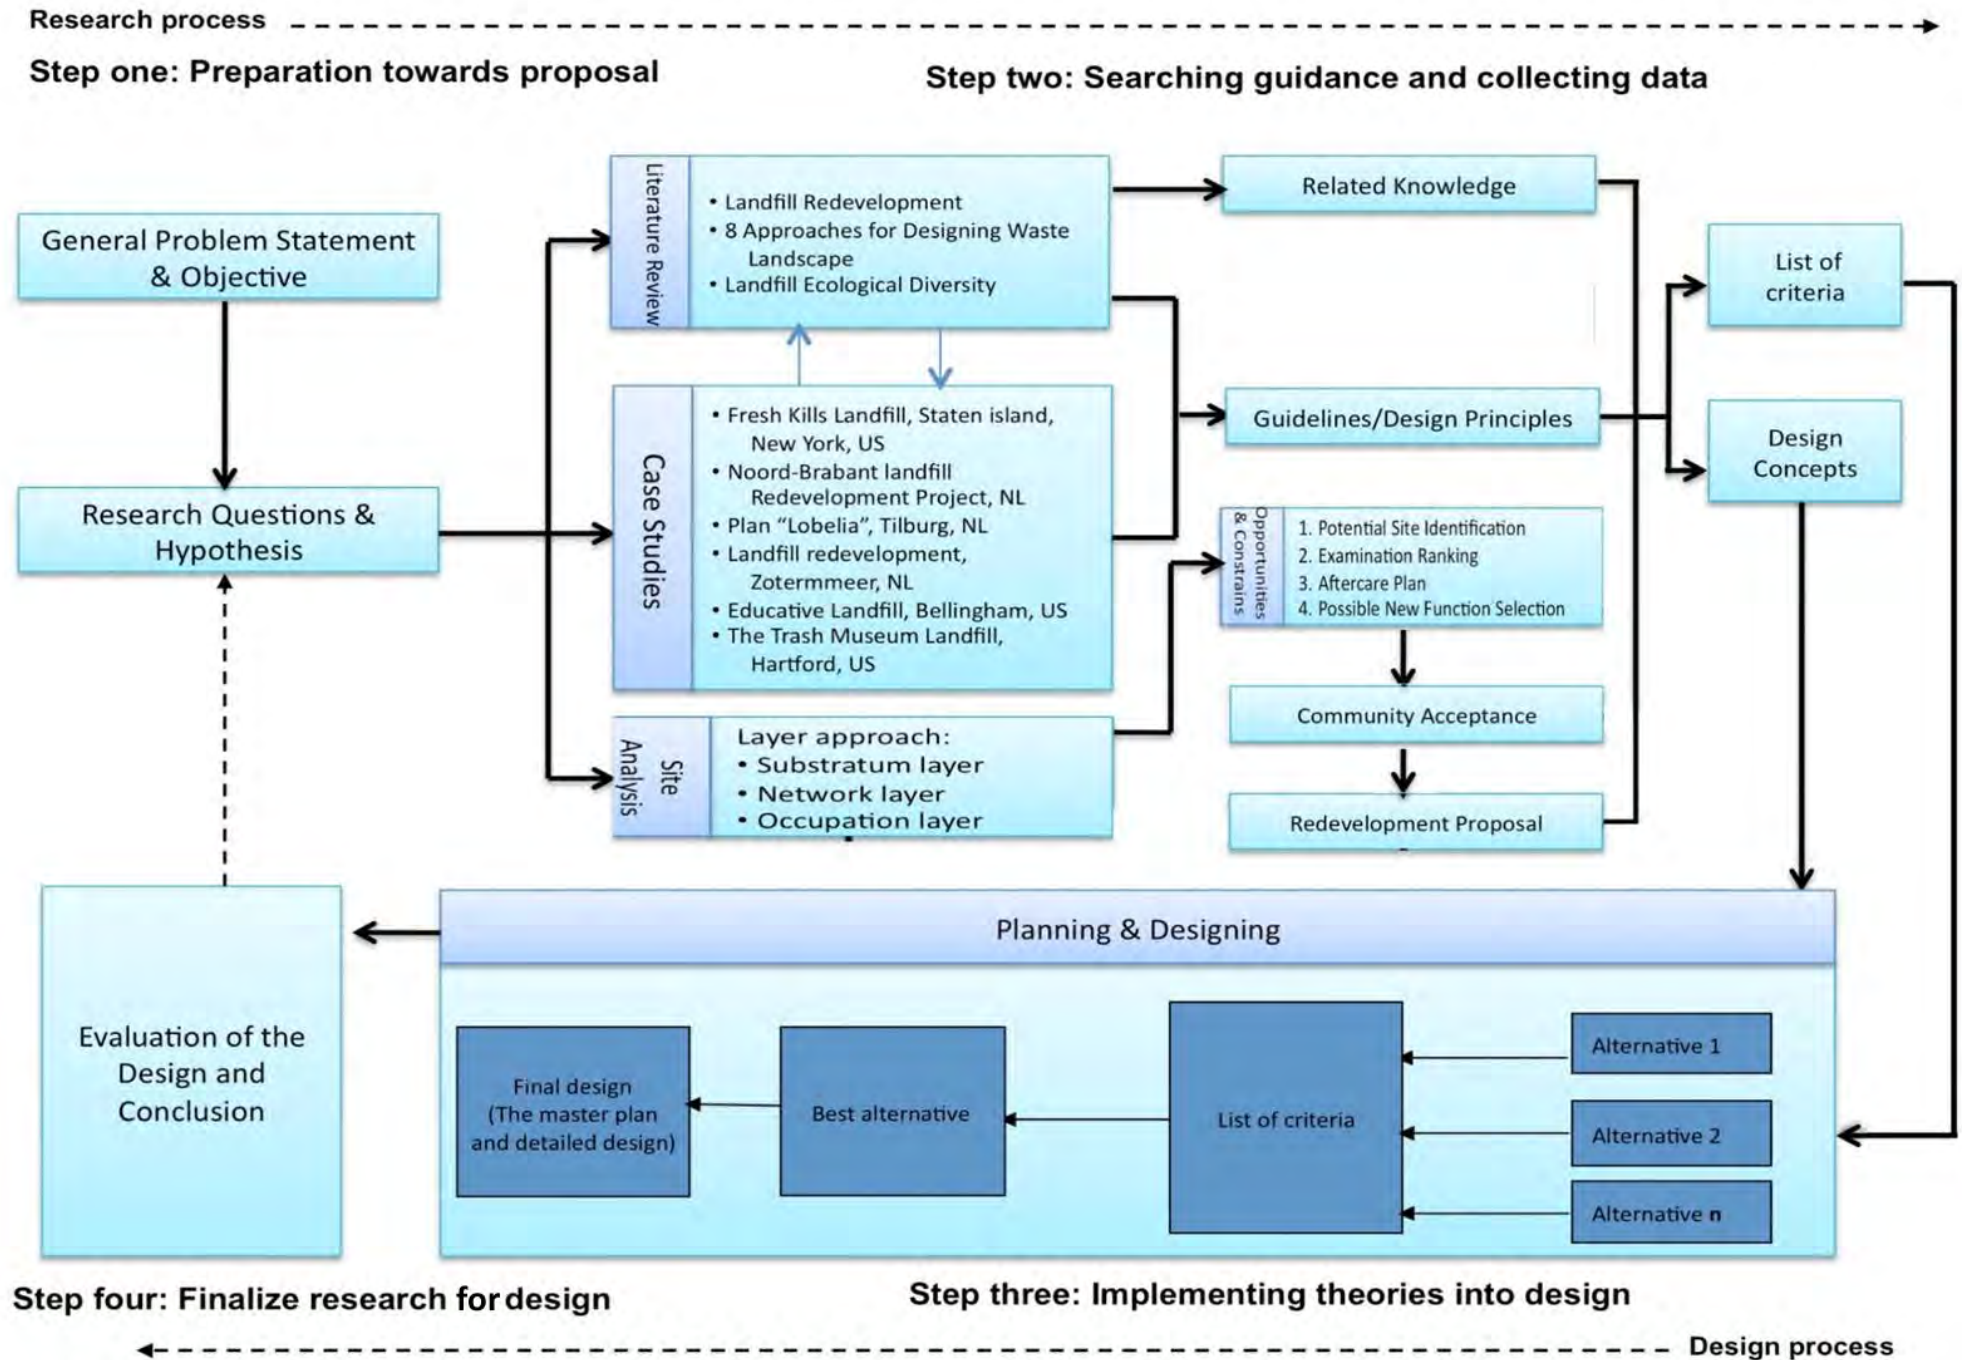 Research process
Step one: Preparation towards proposal
Step two: Searching guidance and collecting data
General Problem Statement
& Objective
Research Questions &
Hypothesis
Literature Review
• Landfill Redevelopment
• 8 Approaches for Designing Waste
Landscape
• Landfill Ecological Diversity
Case Studies
• Fresh Kills Landfill, Staten island,
New York, US
• Noord-Brabant landfill
Redevelopment Project, NL
• Plan “Lobelia”, Tilburg, NL
• Landfill redevelopment,
Zotermmeer, NL
• Educative Landfill, Bellingham, US
• The Trash Museum Landfill,
Hartford, US
Site
Analysis
Layer approach:
• Substratum layer
• Network layer
• Occupation layer
Related Knowledge
Guidelines/Design Principles
Opportunities
& Constrains
1. Potential Site Identification
2. Examination Ranking
3. Aftercare Plan
4. Possible New Function Selection
Community Acceptance
Redevelopment Proposal
List of
criteria
Design
Concepts
Planning & Designing
Evaluation of the
Design and
Conclusion
Final design
(The master plan
and detailed design)
Best alternative
List of criteria
Alternative 1
Alternative 2
Alternative n
Step four: Finalize research for design
Step three: Implementing theories into design
Design process